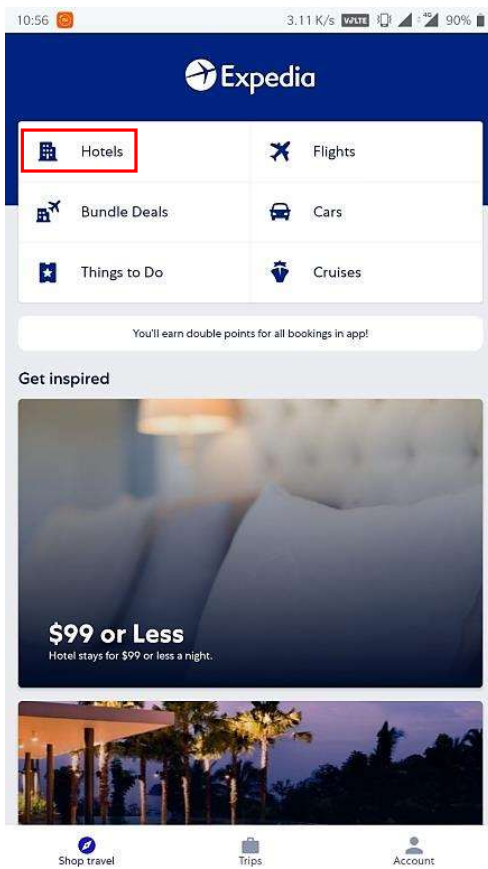 10:56 3.11 K/s VoLTE 4G 90%
Expedia
Hotels Flights
Bundle Deals Cars
Things to Do Cruises
You'll earn double points for all bookings in app!
Get inspired
$99 or Less
Hotel stays for $99 or less a night.
Shop travel Trips Account